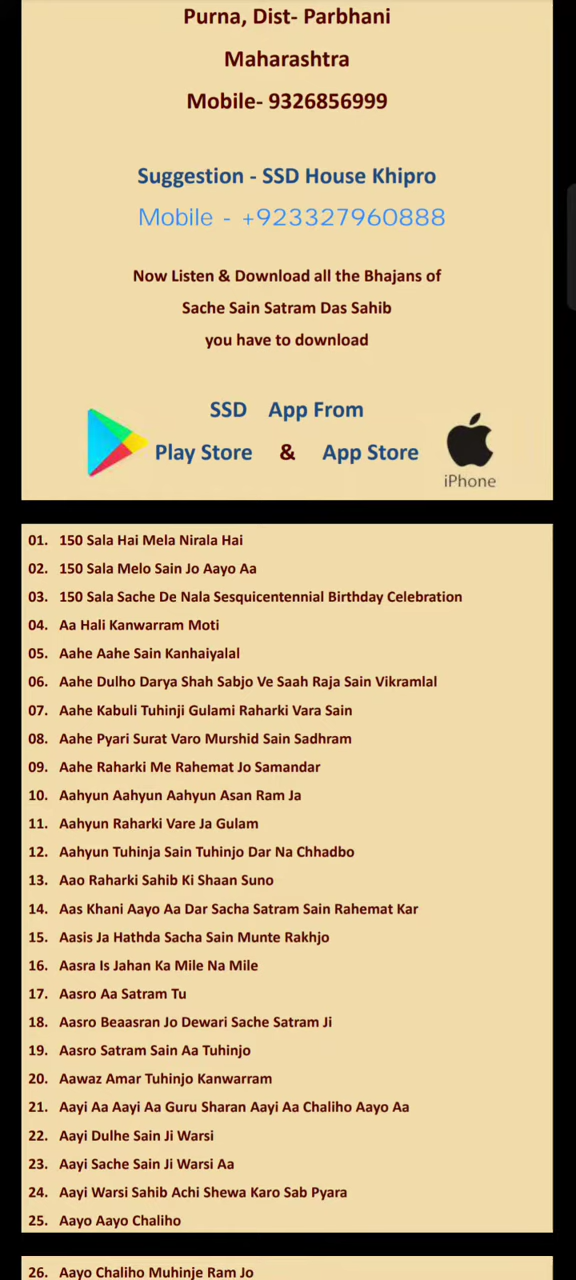 Purna, Dist- Parbhani
Maharashtra
Mobile- 9326856999
Suggestion - SSD House Khipro
Mobile - +923327960888
Now Listen & Download all the Bhajans of
Sache Sain Satram Das Sahib
you have to download
SSD App From
Play Store & App Store
iPhone
01. 150 Sala Hai Mela Nirala Hai
02. 150 Sala Melo Sain Jo Aayo Aa
03. 150 Sala Sache De Nala Sesquicentennial Birthday Celebration
04. Aa Hali Kanwarram Moti
05. Aahe Aahe Sain Kanhaiyalal
06. Aahe Dulho Darya Shah Sabjo Ve Saah Raja Sain Vikramlal
07. Aahe Kabuli Tuhinji Gulami Raharki Vara Sain
08. Aahe Pyari Surat Varo Murshid Sain Sadhram
09. Aahe Raharki Me Rahemat Jo Samandar
10. Aahyun Aahyun Aahyun Asan Ram Ja
11. Aahyun Raharki Vare Ja Gulam
12. Aahyun Tuhinja Sain Tuhinjo Dar Na Chhadbo
13. Aao Raharki Sahib Ki Shaan Suno
14. Aas Khani Aayo Aa Dar Sacha Satram Sain Rahemat Kar
15. Aasis Ja Hathda Sacha Sain Munte Rakhjo
16. Aasra Is Jahan Ka Mile Na Mile
17. Aasro Aa Satram Tu
18. Aasro Beaasran Jo Dewari Sache Satram Ji
19. Aasro Satram Sain Aa Tuhinjo
20. Aawaz Amar Tuhinjo Kanwarram
21. Aayi Aa Aayi Aa Guru Sharan Aayi Aa Chaliho Aayo Aa
22. Aayi Dulhe Sain Ji Warsi
23. Aayi Sache Sain Ji Warsi Aa
24. Aayi Warsi Sahib Achi Shewa Karo Sab Pyara
25. Aayo Aayo Chaliho
26. Aayo Chaliho Muhinje Ram Jo